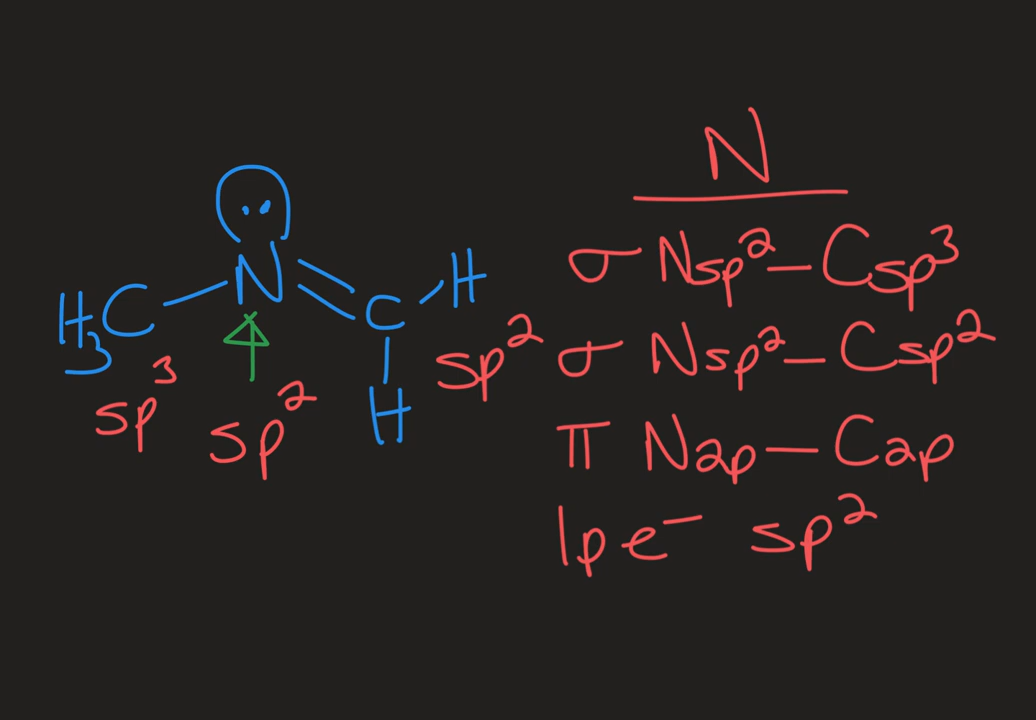 N
H₃C N C H
H
sp³ sp² sp²
σ Nsp² — Csp³
σ Nsp² — Csp²
π N2p — C2p
lp e⁻ sp²